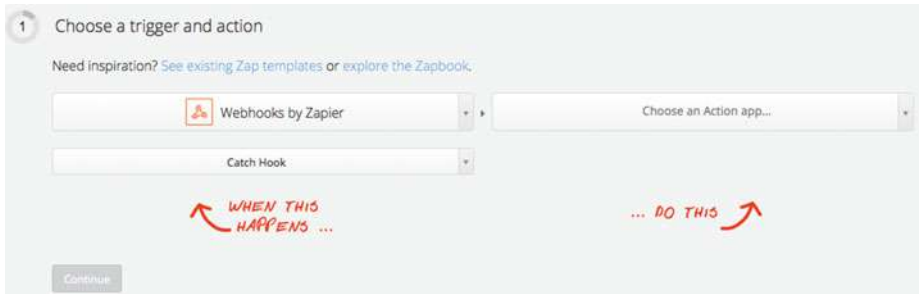 1 Choose a trigger and action
Need inspiration? See existing Zap templates or explore the Zapbook.
Webhooks by Zapier
Choose an Action app...
Catch Hook
WHEN THIS
HAPPENS ...
... DO THIS
Continue